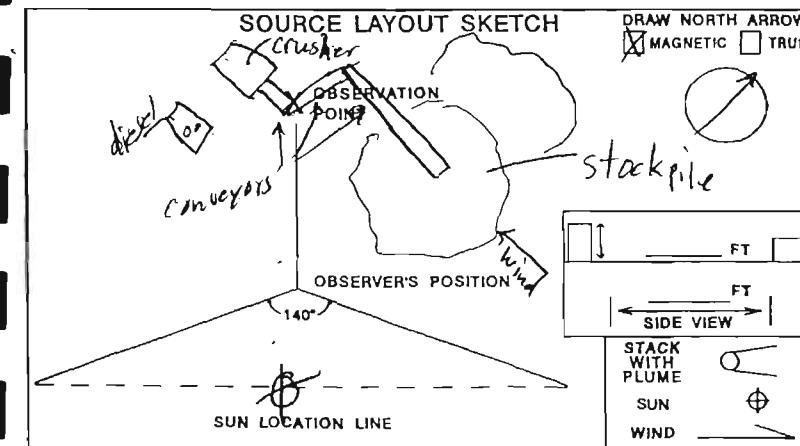 SOURCE LAYOUT SKETCH
DRAW NORTH ARROW
MAGNETIC
crusher
OBSERVATION
POINT
diesel
conveyors
stockpile
wind
FT
OBSERVER'S POSITION
140°
FT
SIDE VIEW
STACK
WITH
PLUME
SUN
SUN LOCATION LINE
WIND